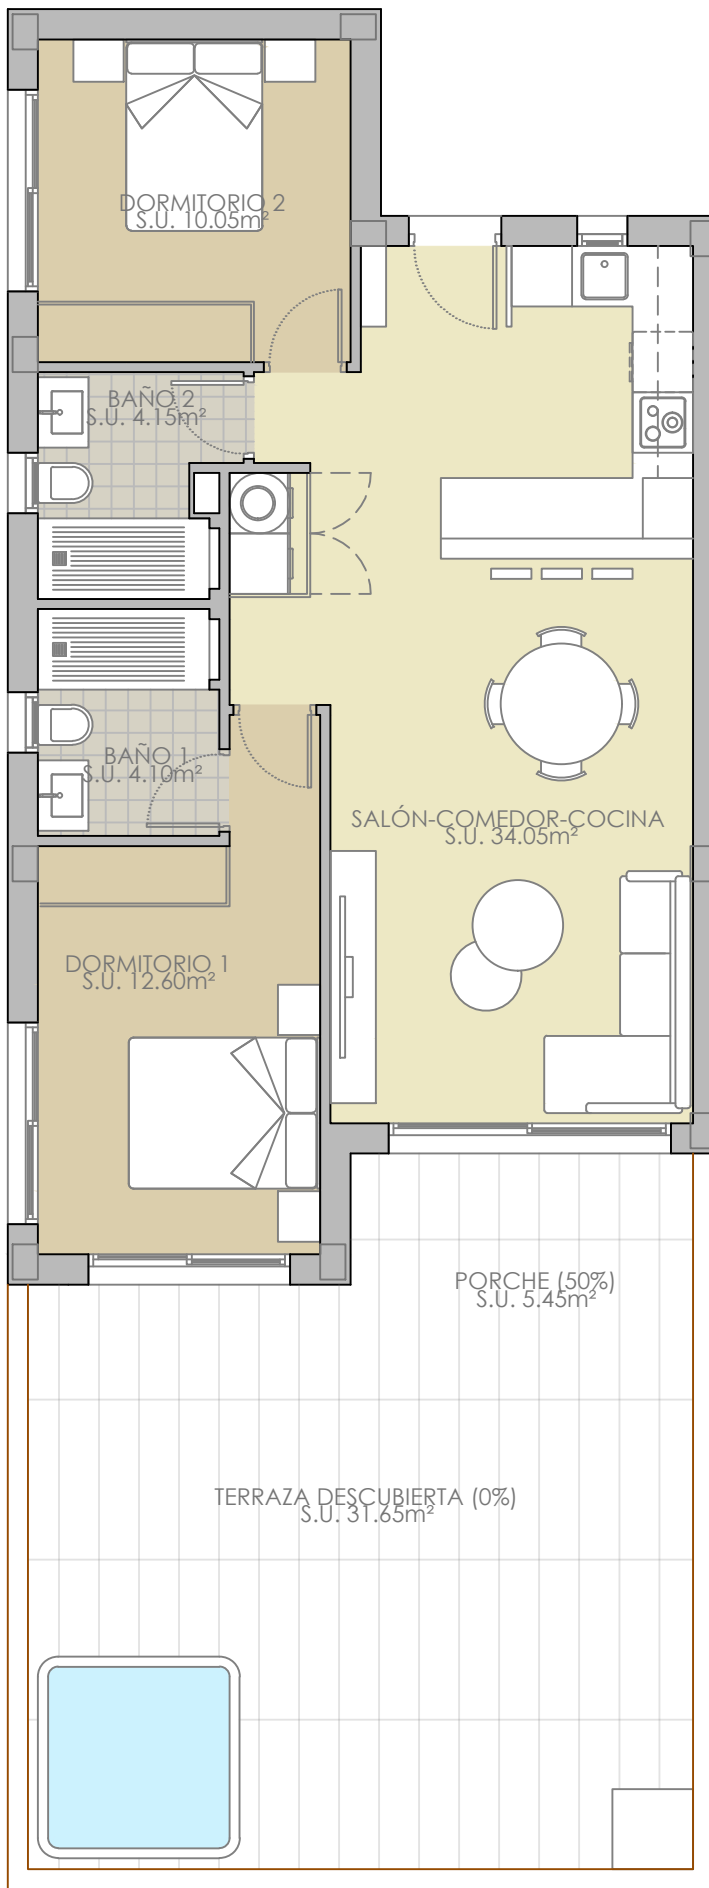 DORMITORIO 2
S.U. 10.05m²
BAÑO 2
S.U. 4.15m²
BAÑO 1
S.U. 4.10m²
SALÓN-COMEDOR-COCINA
S.U. 34.05m²
DORMITORIO 1
S.U. 12.60m²
PORCHE (50%)
S.U. 5.45m²
TERRAZA DESCUBIERTA (0%)
S.U. 31.65m²